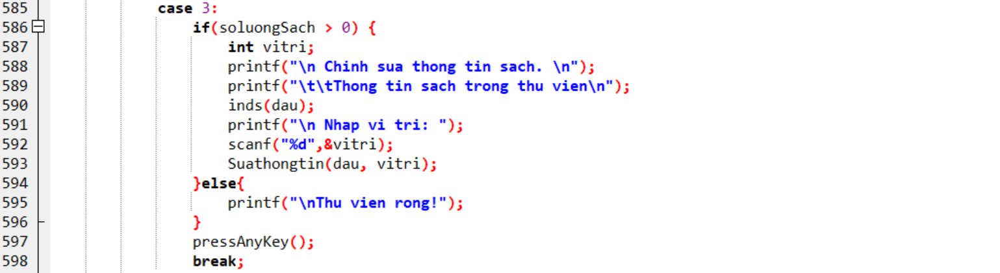 585 case 3:
586 if(soluongSach > 0) {
587 int vitri;
588 printf("\n Chinh sua thong tin sach. \n");
589 printf("\t\tThong tin sach trong thu vien\n");
590 inds(dau);
591 printf("\n Nhap vi tri: ");
592 scanf("%d",&vitri);
593 Suathongtin(dau, vitri);
594 }else{
595 printf("\nThu vien rong!");
596 }
597 pressAnyKey();
598 break;